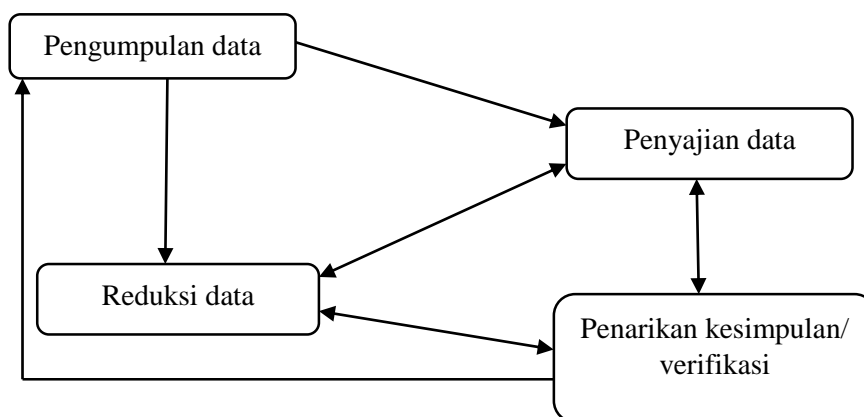 Pengumpulan data
Penyajian data
Reduksi data
Penarikan kesimpulan/
verifikasi